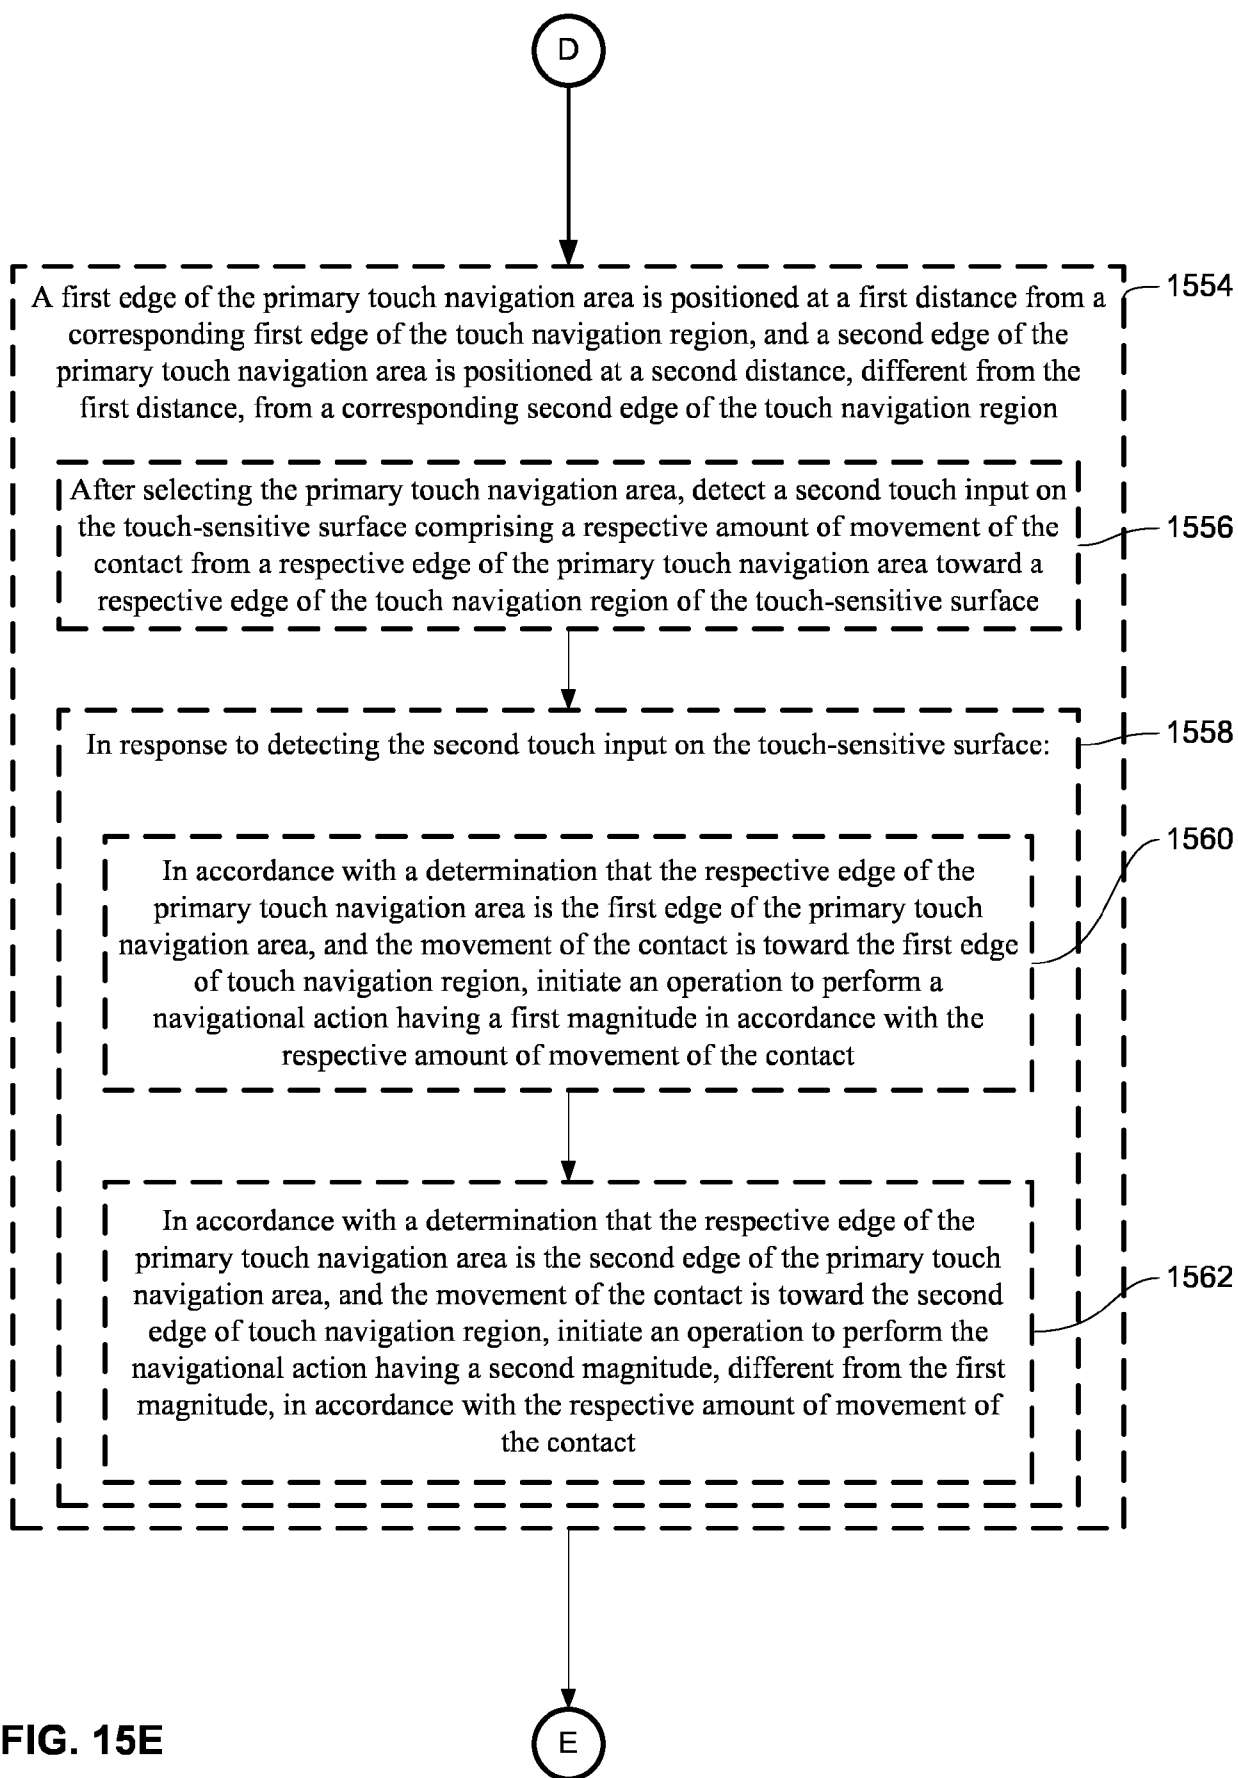 D
A first edge of the primary touch navigation area is positioned at a first distance from a
corresponding first edge of the touch navigation region, and a second edge of the
primary touch navigation area is positioned at a second distance, different from the
first distance, from a corresponding second edge of the touch navigation region
1554
After selecting the primary touch navigation area, detect a second touch input on
the touch-sensitive surface comprising a respective amount of movement of the
contact from a respective edge of the primary touch navigation area toward a
respective edge of the touch navigation region of the touch-sensitive surface
1556
In response to detecting the second touch input on the touch-sensitive surface:
1558
In accordance with a determination that the respective edge of the
primary touch navigation area is the first edge of the primary touch
navigation area, and the movement of the contact is toward the first edge
of touch navigation region, initiate an operation to perform a
navigational action having a first magnitude in accordance with the
respective amount of movement of the contact
1560
In accordance with a determination that the respective edge of the
primary touch navigation area is the second edge of the primary touch
navigation area, and the movement of the contact is toward the second
edge of touch navigation region, initiate an operation to perform the
navigational action having a second magnitude, different from the first
magnitude, in accordance with the respective amount of movement of
the contact
1562
FIG. 15E
E